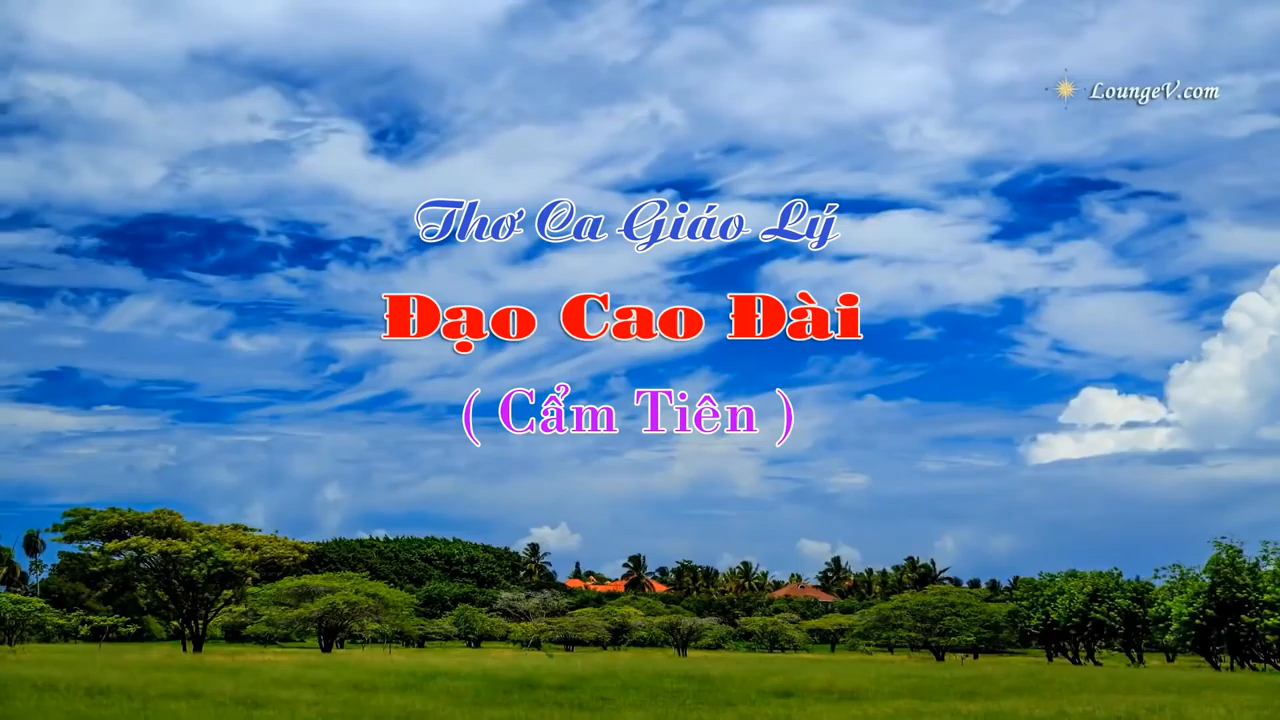 LoungeV.com
Thơ Ca Giáo Lý
Đạo Cao Đài
( Cẩm Tiên )